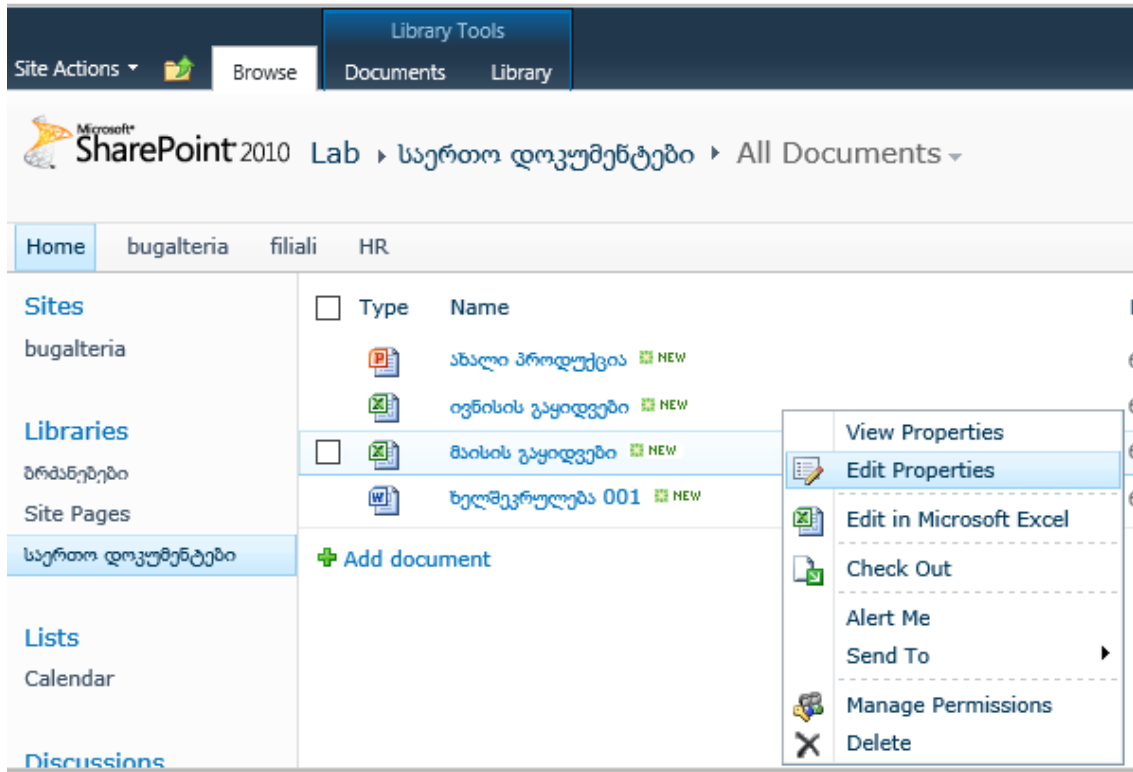 Library Tools
Site Actions Browse Documents Library
Microsoft®
SharePoint 2010 Lab საერთო დოკუმენტები All Documents
Home bugalteria filiali HR
Sites
bugalteria
Libraries
ბრძანებები
Site Pages
საერთო დოკუმენტები
Lists
Calendar
Discussions
Type Name
ახალი პროდუქცია NEW
ივნისის გაყიდვები NEW
მაისის გაყიდვები NEW
ხელშეკრულება 001 NEW
Add document
View Properties
Edit Properties
Edit in Microsoft Excel
Check Out
Alert Me
Send To
Manage Permissions
Delete